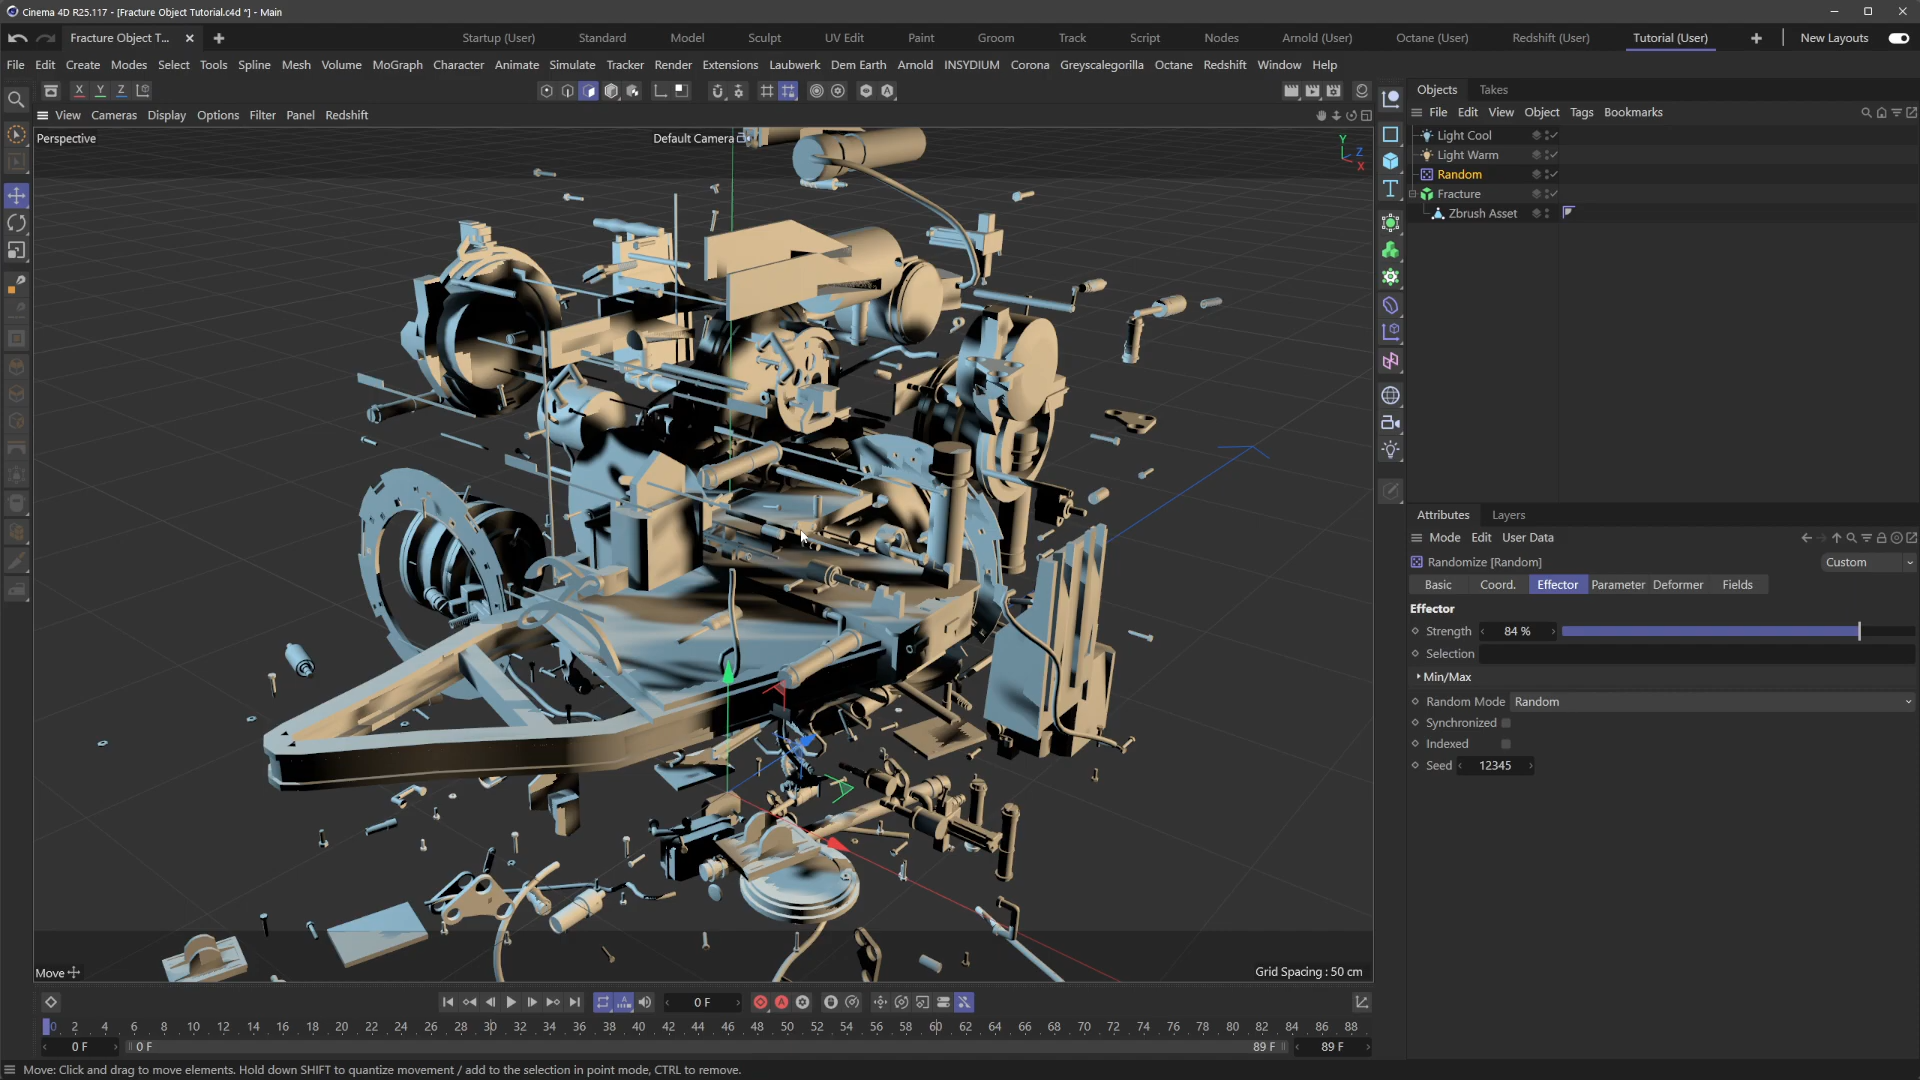 Cinema 4D R25.117 - [Fracture Object Tutorial.c4d *] - Main
Fracture Object T...
Startup (User)
Standard
Model
Sculpt
UV Edit
Paint
Groom
Track
Script
Nodes
Arnold (User)
Octane (User)
Redshift (User)
Tutorial (User)
New Layouts
File Edit Create Modes Select Tools Spline Mesh Volume MoGraph Character Animate Simulate Tracker Render Extensions Laubwerk Dem Earth Arnold INSYDIUM Corona Greyscalegorilla Octane Redshift Window Help
X Y Z
Objects Takes
View Cameras Display Options Filter Panel Redshift
File Edit View Object Tags Bookmarks
Perspective
Default Camera
Y
Z
X
Light Cool
Light Warm
Random
Fracture
Zbrush Asset
Attributes Layers
Mode Edit User Data
Randomize [Random]
Custom
Basic Coord. Effector Parameter Deformer Fields
Effector
Strength 84 %
Selection
Min/Max
Random Mode Random
Synchronized
Indexed
Seed 12345
Move
Grid Spacing : 50 cm
0 F
0 2 4 6 8 10 12 14 16 18 20 22 24 26 28 30 32 34 36 38 40 42 44 46 48 50 52 54 56 58 60 62 64 66 68 70 72 74 76 78 80 82 84 86 88
0 F 0 F 89 F 89 F
Move: Click and drag to move elements. Hold down SHIFT to quantize movement / add to the selection in point mode, CTRL to remove.